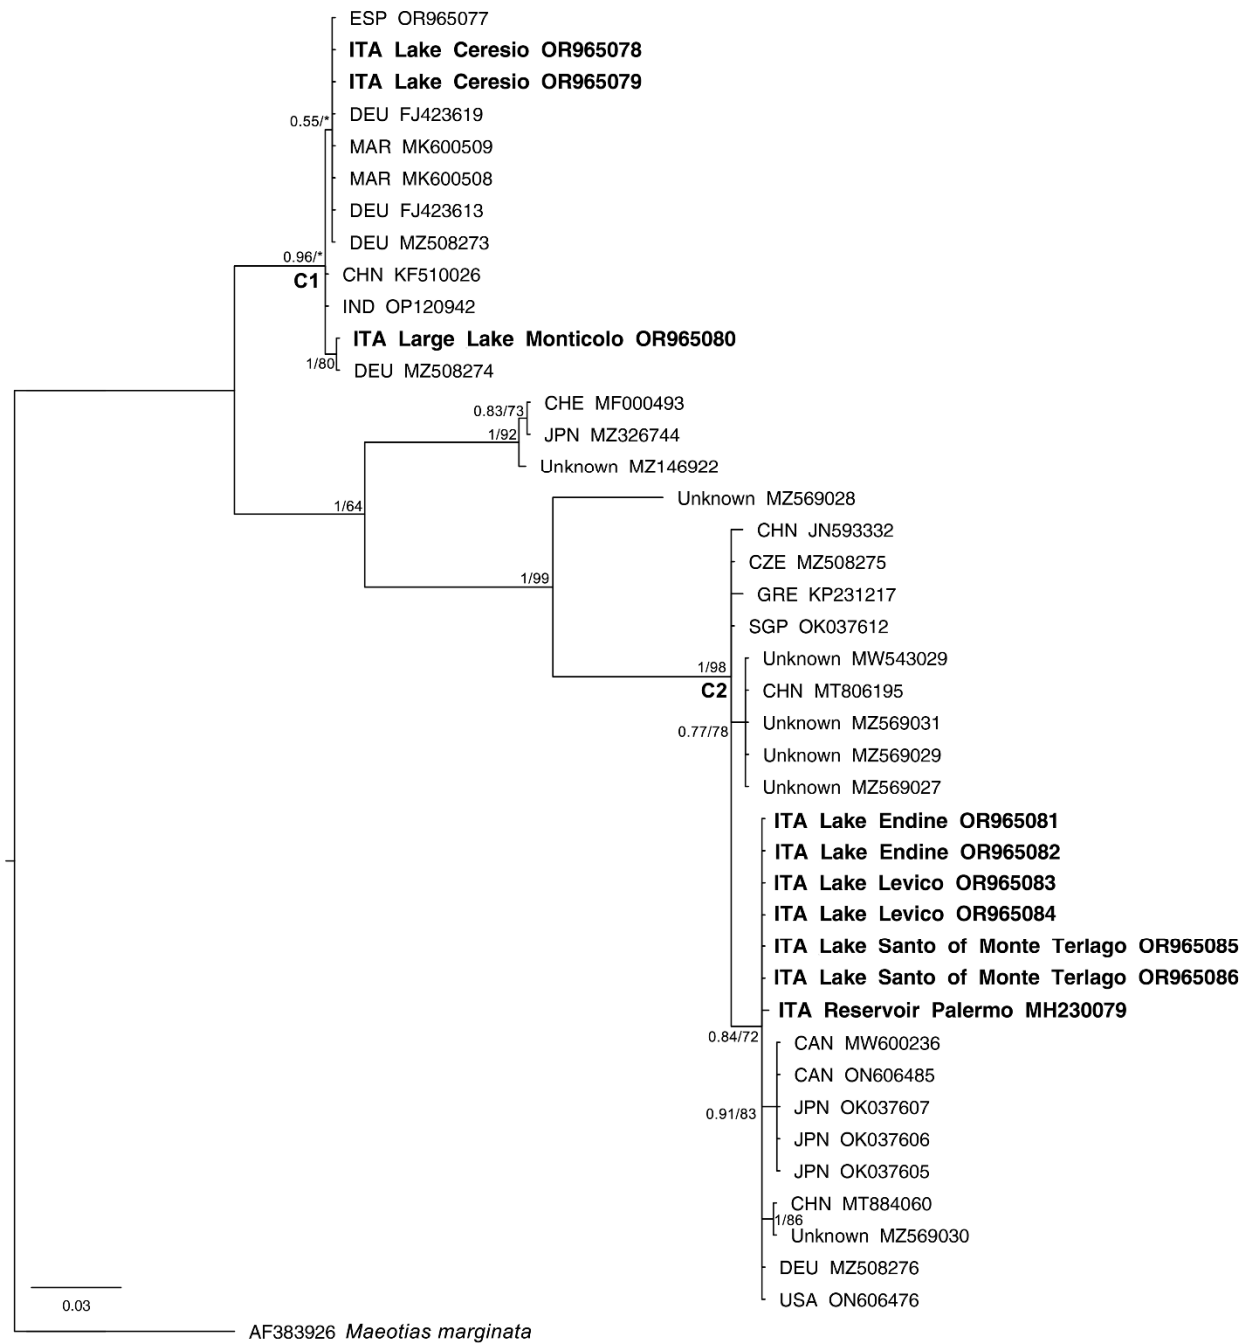 ESP OR965077
ITA Lake Ceresio OR965078
ITA Lake Ceresio OR965079
0.55/*
DEU FJ423619
MAR MK600509
MAR MK600508
DEU FJ423613
DEU MZ508273
0.96/*
C1
CHN KF510026
IND OP120942
ITA Large Lake Monticolo OR965080
1/80
DEU MZ508274
CHE MF000493
0.83/73
JPN MZ326744
1/92
Unknown MZ146922
Unknown MZ569028
1/64
CHN JN593332
CZE MZ508275
1/99
GRE KP231217
SGP OK037612
Unknown MW543029
1/98
C2
CHN MT806195
Unknown MZ569031
0.77/78
Unknown MZ569029
Unknown MZ569027
ITA Lake Endine OR965081
ITA Lake Endine OR965082
ITA Lake Levico OR965083
ITA Lake Levico OR965084
ITA Lake Santo of Monte Terlago OR965085
ITA Lake Santo of Monte Terlago OR965086
ITA Reservoir Palermo MH230079
0.84/72
CAN MW600236
CAN ON606485
JPN OK037607
0.91/83
JPN OK037606
JPN OK037605
CHN MT884060
1/86
Unknown MZ569030
DEU MZ508276
USA ON606476
0.03
AF383926 Maeotias marginata